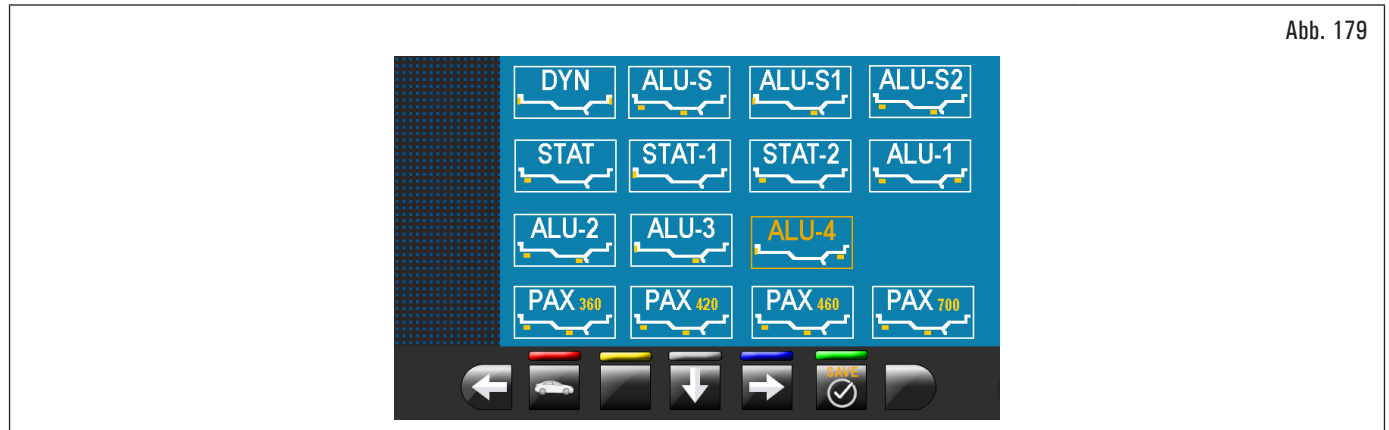 Abb. 179
DYN ALU-S ALU-S1 ALU-S2
STAT STAT-1 STAT-2 ALU-1
ALU-2 ALU-3 ALU-4
PAX 360 PAX 420 PAX 460 PAX 700
SAVE